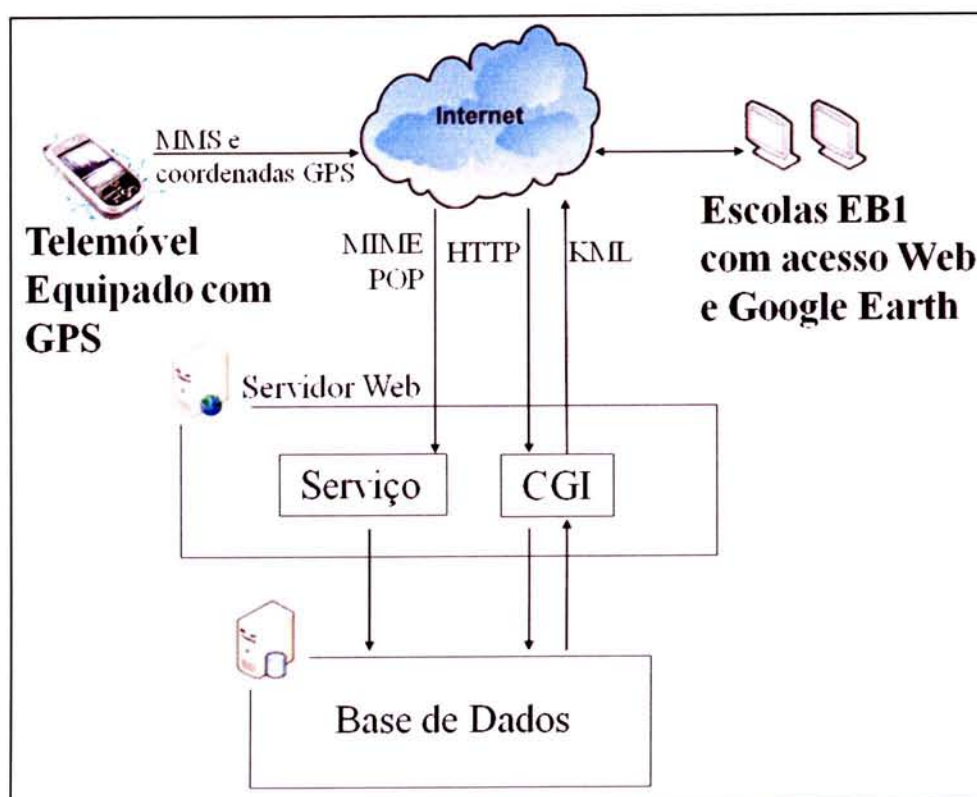 Internet
MMS e
coordenadas GPS
Telemóvel
Equipado com
GPS
Escolas EB1
com acesso Web
e Google Earth
MIME
POP
HTTP
KML
Servidor Web
Serviço
CGI
Base de Dados